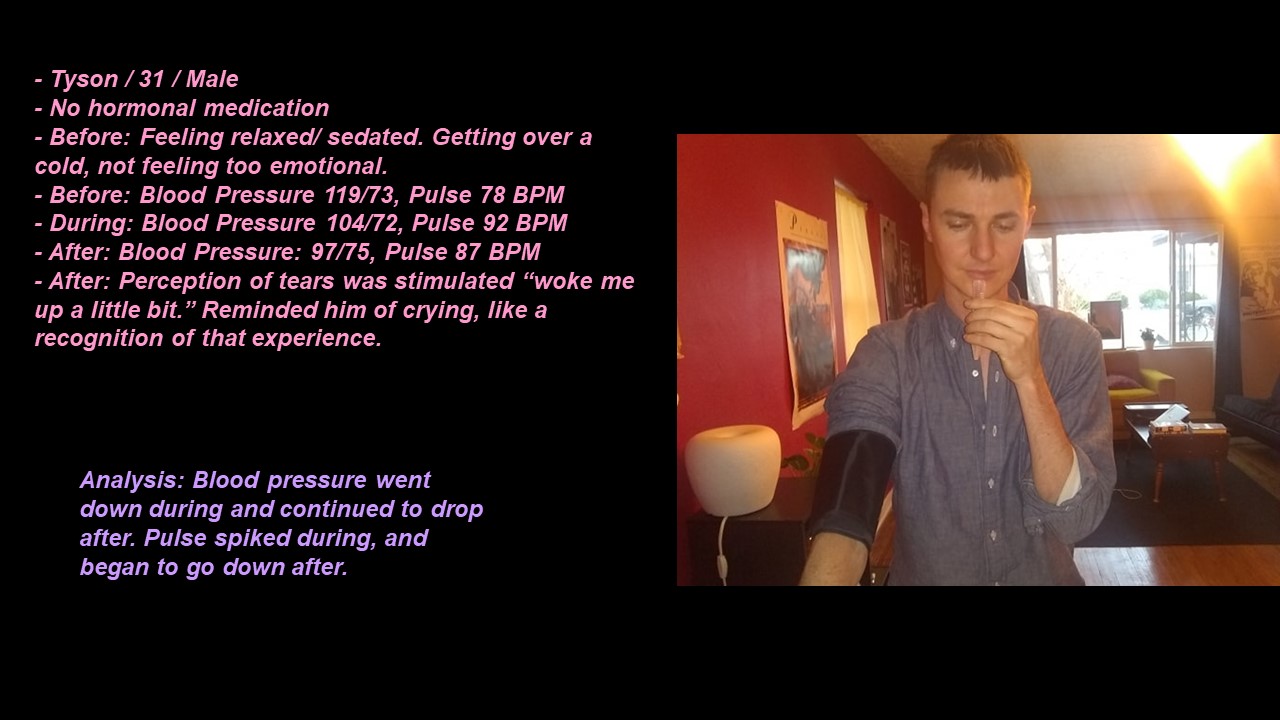 - Tyson / 31 / Male
- No hormonal medication
- Before: Feeling relaxed/ sedated. Getting over a
cold, not feeling too emotional.
- Before: Blood Pressure 119/73, Pulse 78 BPM
- During: Blood Pressure 104/72, Pulse 92 BPM
- After: Blood Pressure: 97/75, Pulse 87 BPM
- After: Perception of tears was stimulated “woke me
up a little bit.” Reminded him of crying, like a
recognition of that experience.
Analysis: Blood pressure went
down during and continued to drop
after. Pulse spiked during, and
began to go down after.